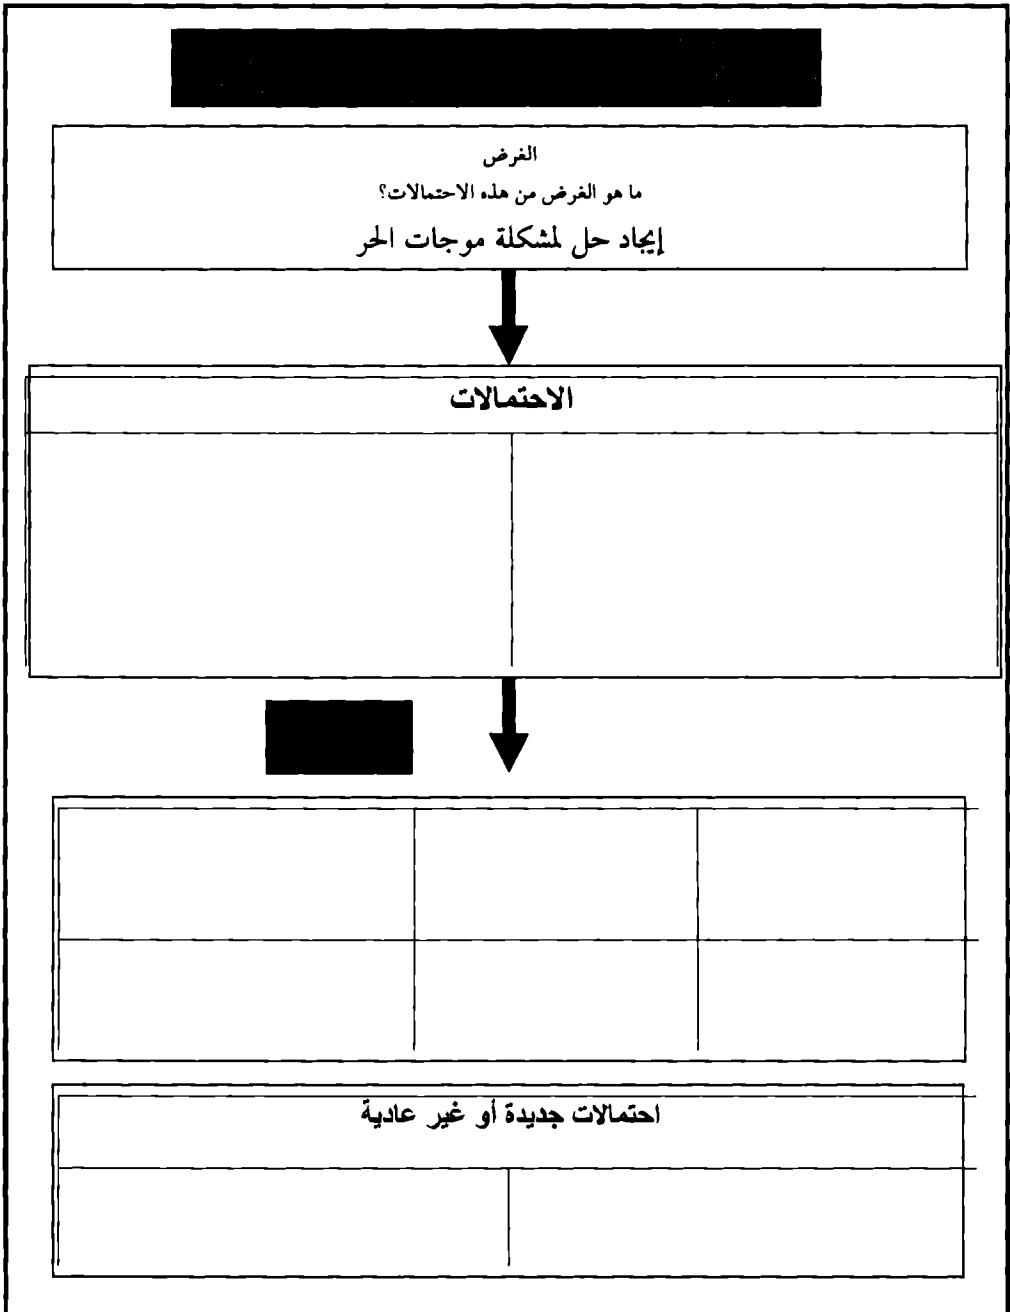 الغرض
ما هو الغرض من هذه الاحتمالات؟
إيجاد حل لمشكلة موجات الحر
الاحتمالات
احتمالات جديدة أو غير عادية